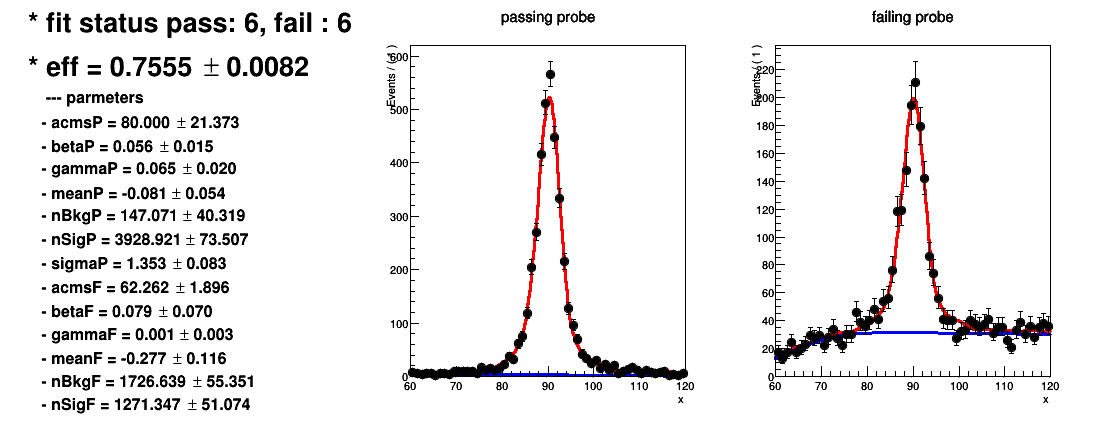 * fit status pass: 6, fail : 6
* eff = 0.7555 ± 0.0082
--- parmeters
- acmsP = 80.000 ± 21.373
- betaP = 0.056 ± 0.015
- gammaP = 0.065 ± 0.020
- meanP = -0.081 ± 0.054
- nBkgP = 147.071 ± 40.319
- nSigP = 3928.921 ± 73.507
- sigmaP = 1.353 ± 0.083
- acmsF = 62.262 ± 1.896
- betaF = 0.079 ± 0.070
- gammaF = 0.001 ± 0.003
- meanF = -0.277 ± 0.116
- nBkgF = 1726.639 ± 55.351
- nSigF = 1271.347 ± 51.074
passing probe
Events / ( 1 )
600
500
400
300
200
100
0
60 70 80 90 100 110 120
x
failing probe
Events / ( 1 )
220
200
180
160
140
120
100
80
60
40
20
0
60 70 80 90 100 110 120
x